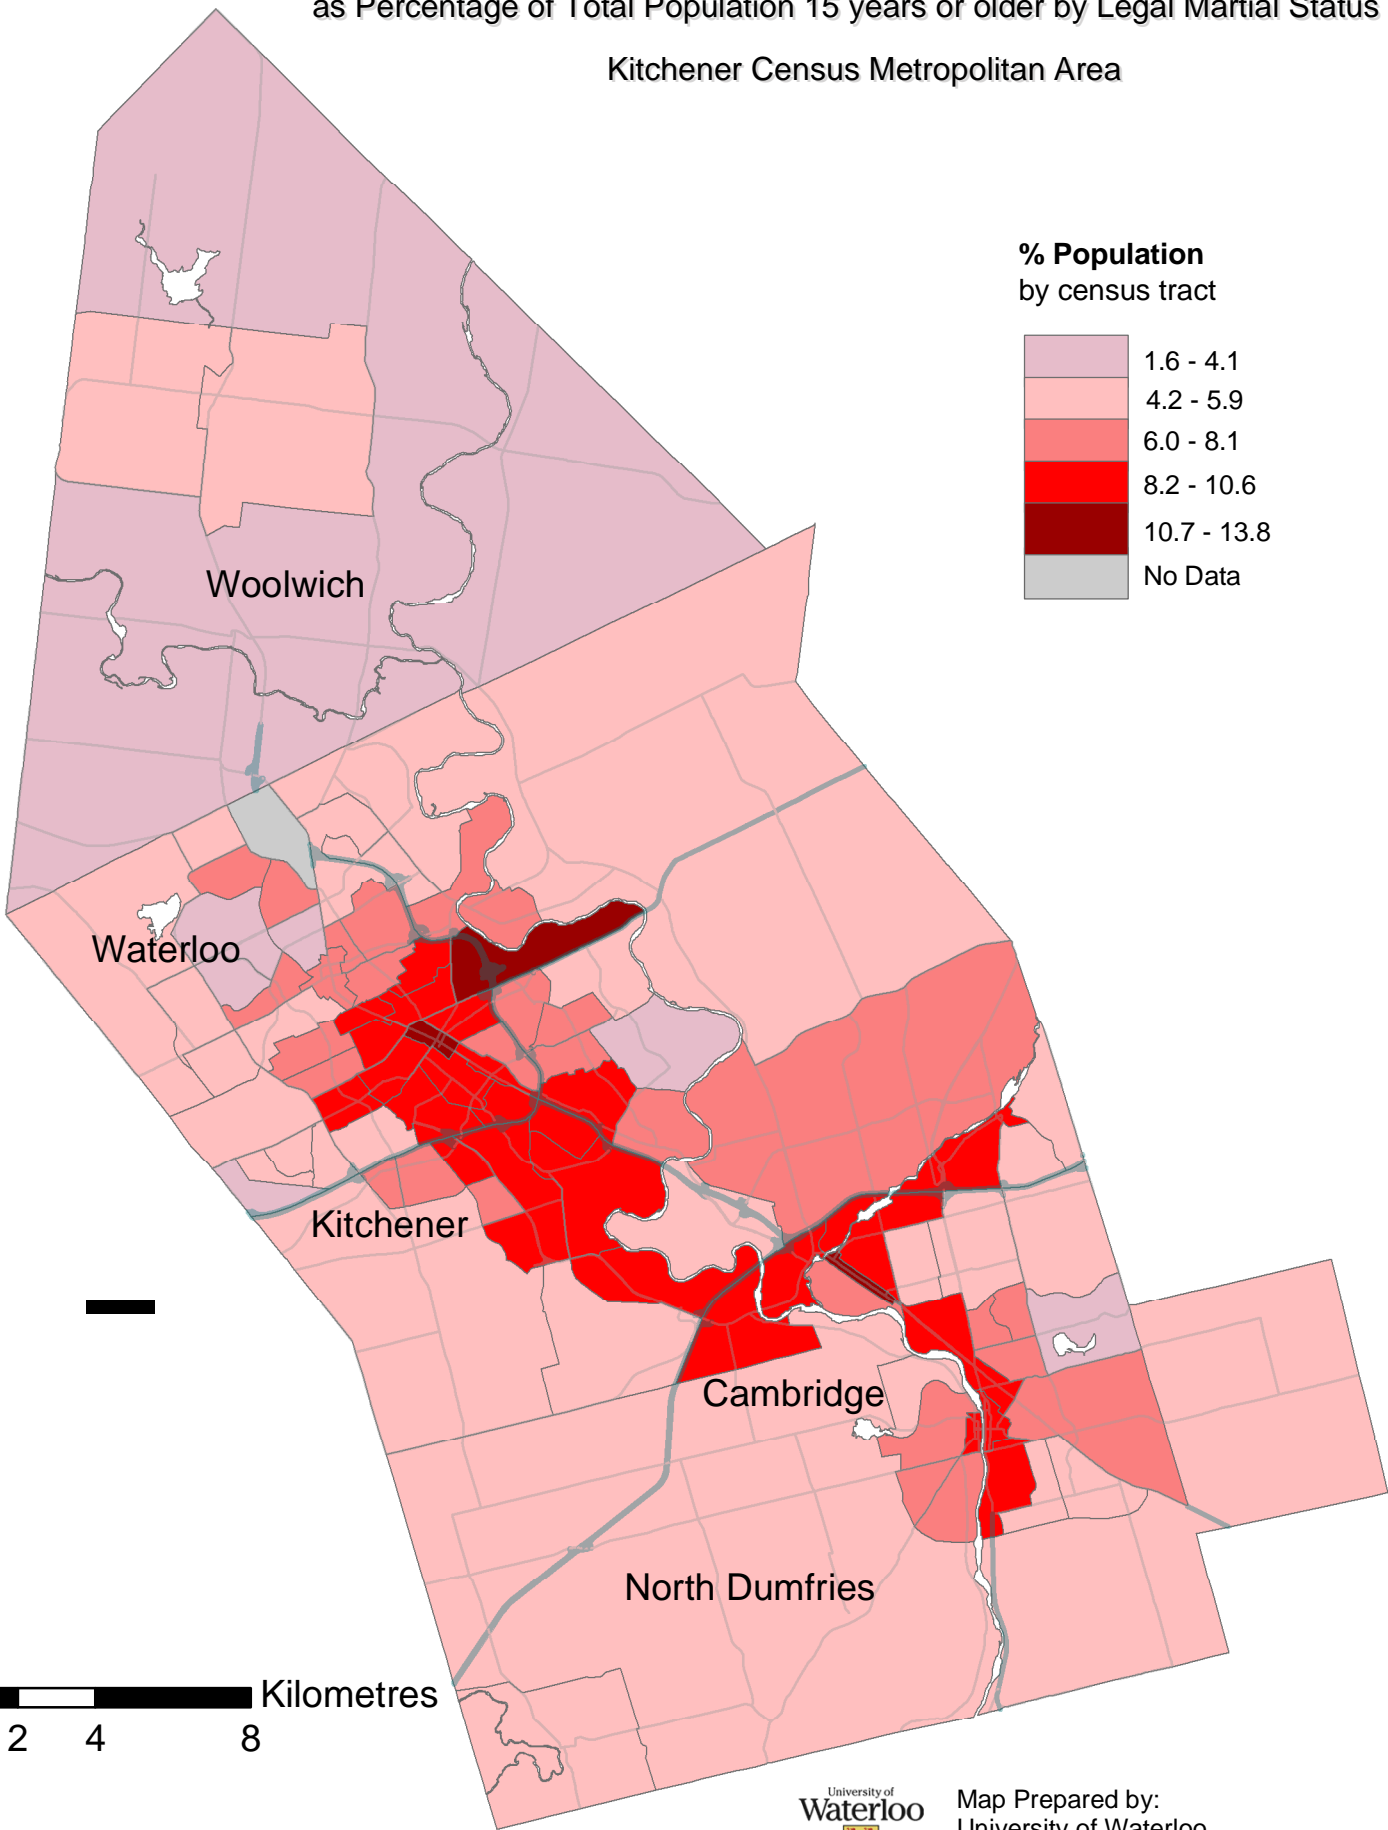 as Percentage of Total Population 15 years or older by Legal Martial Status
Kitchener Census Metropolitan Area
% Population
by census tract
1.6 - 4.1
4.2 - 5.9
6.0 - 8.1
8.2 - 10.6
10.7 - 13.8
No Data
Woolwich
Waterloo
Kitchener
Cambridge
North Dumfries
Kilometres
2 4 8
University of
Waterloo
Map Prepared by:
University of Waterloo